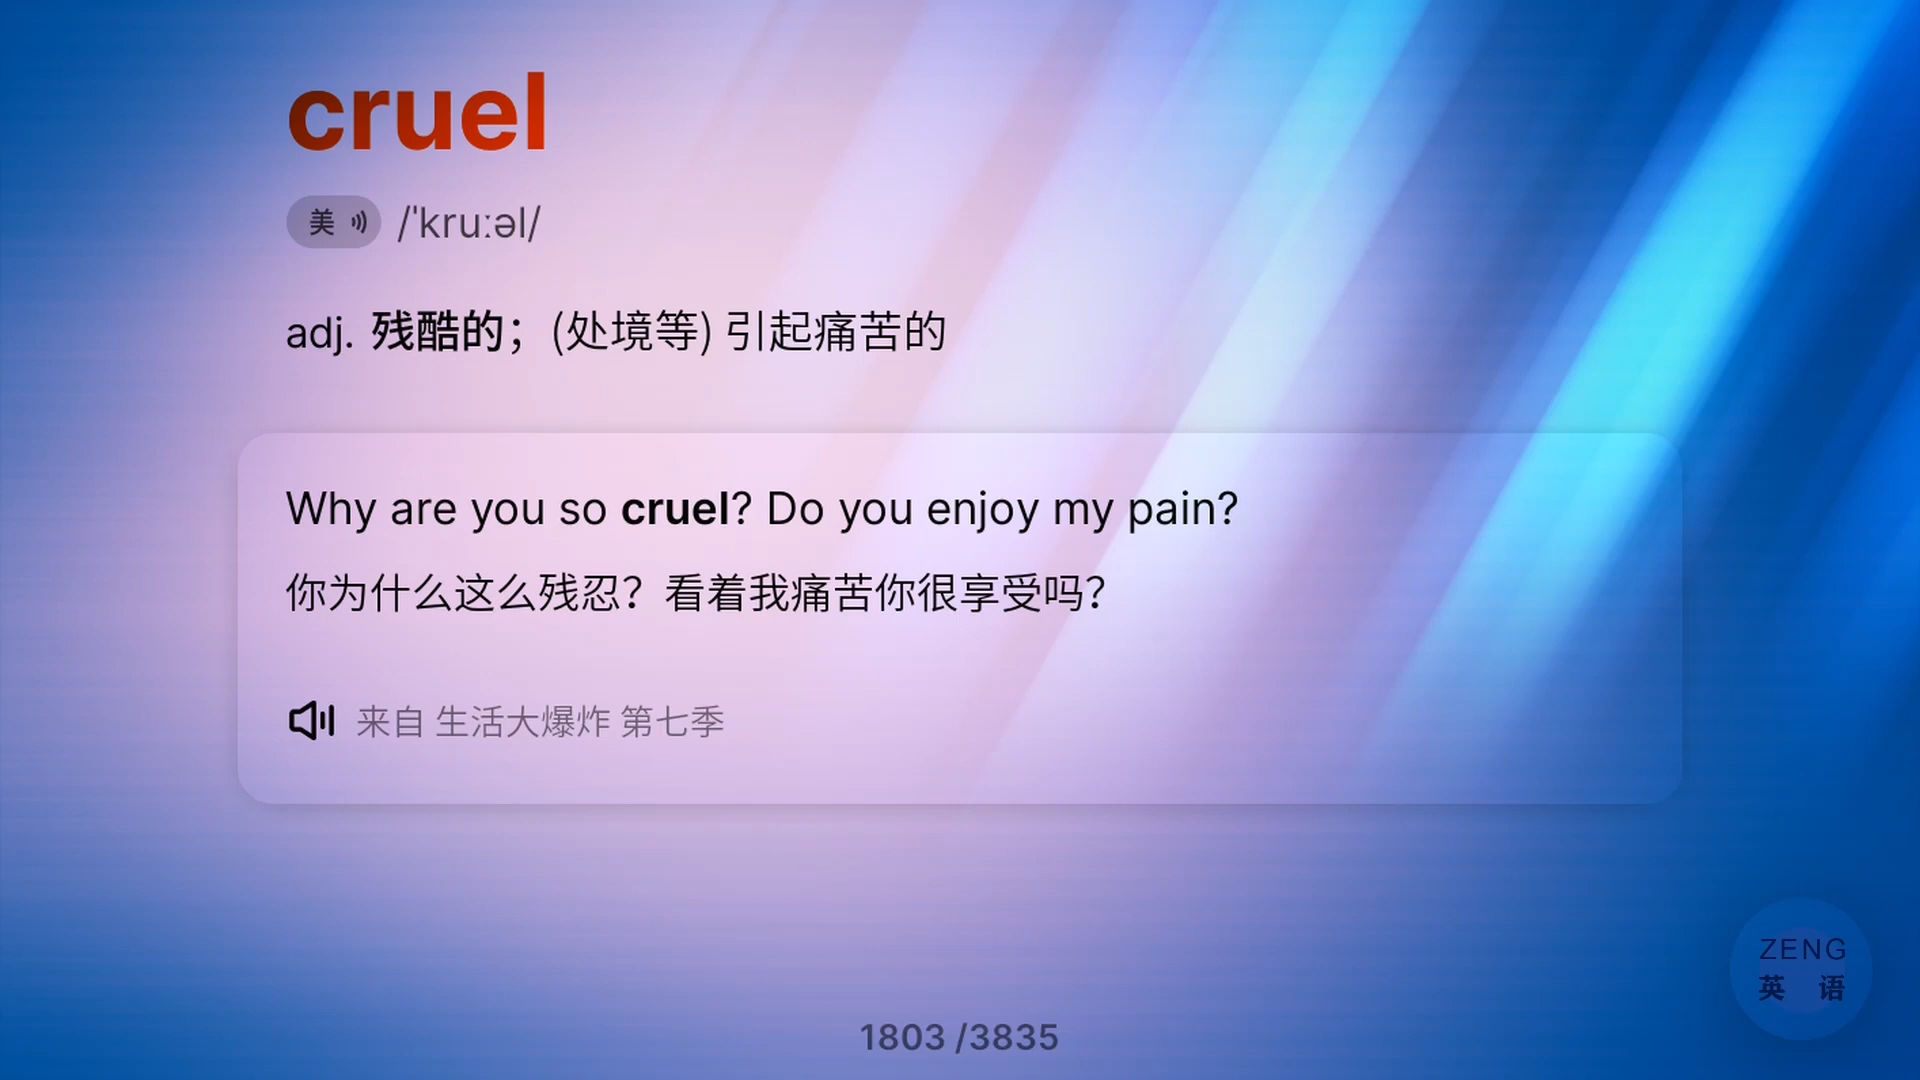 cruel
美 /ˈkruːəl/
adj. 残酷的；(处境等) 引起痛苦的
Why are you so cruel? Do you enjoy my pain?
你为什么这么残忍？看着我痛苦你很享受吗？
来自 生活大爆炸 第七季
ZENG
英 语
1803 /3835